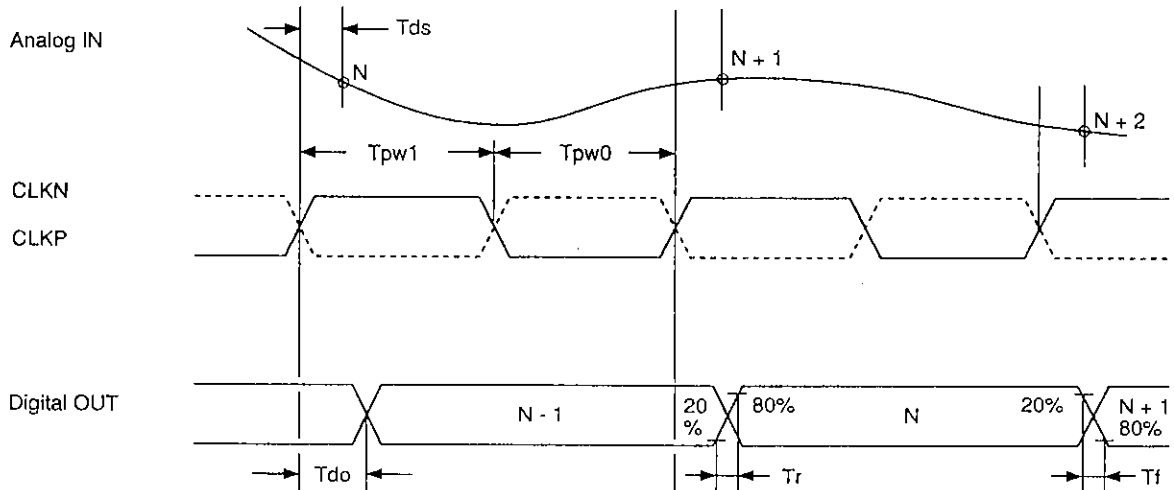 Analog IN
Tds
N
N + 1
N + 2
Tpw1
Tpw0
CLKN
CLKP
Digital OUT
N - 1
20
%
80%
N
20%
N + 1
80%
Tdo
Tr
Tf